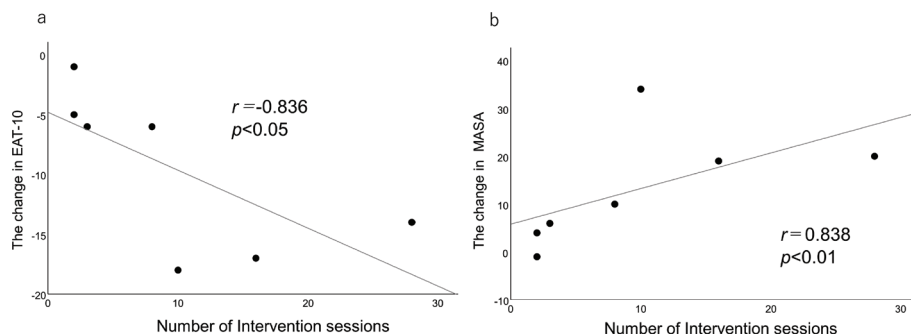 a
The change in EAT-10
0
-5
-10
-15
-20
r=-0.836
p<0.05
0
10
20
30
Number of Intervention sessions
b
The change in MASA
40
30
20
10
0
-10
r=0.838
p<0.01
0
10
20
30
Number of Intervention sessions